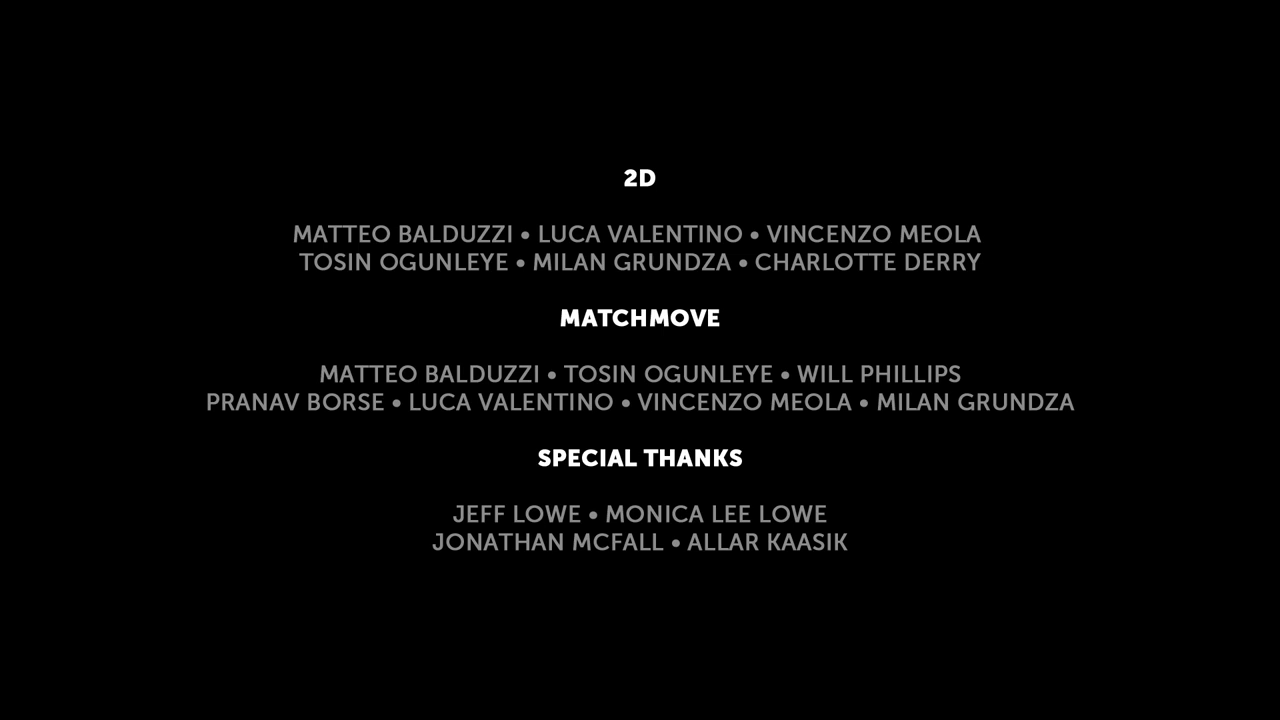 2D
MATTEO BALDUZZI • LUCA VALENTINO • VINCENZO MEOLA
TOSIN OGUNLEYE • MILAN GRUNDZA • CHARLOTTE DERRY
MATCHMOVE
MATTEO BALDUZZI • TOSIN OGUNLEYE • WILL PHILLIPS
PRANAV BORSE • LUCA VALENTINO • VINCENZO MEOLA • MILAN GRUNDZA
SPECIAL THANKS
JEFF LOWE • MONICA LEE LOWE
JONATHAN MCFALL • ALLAR KAASIK